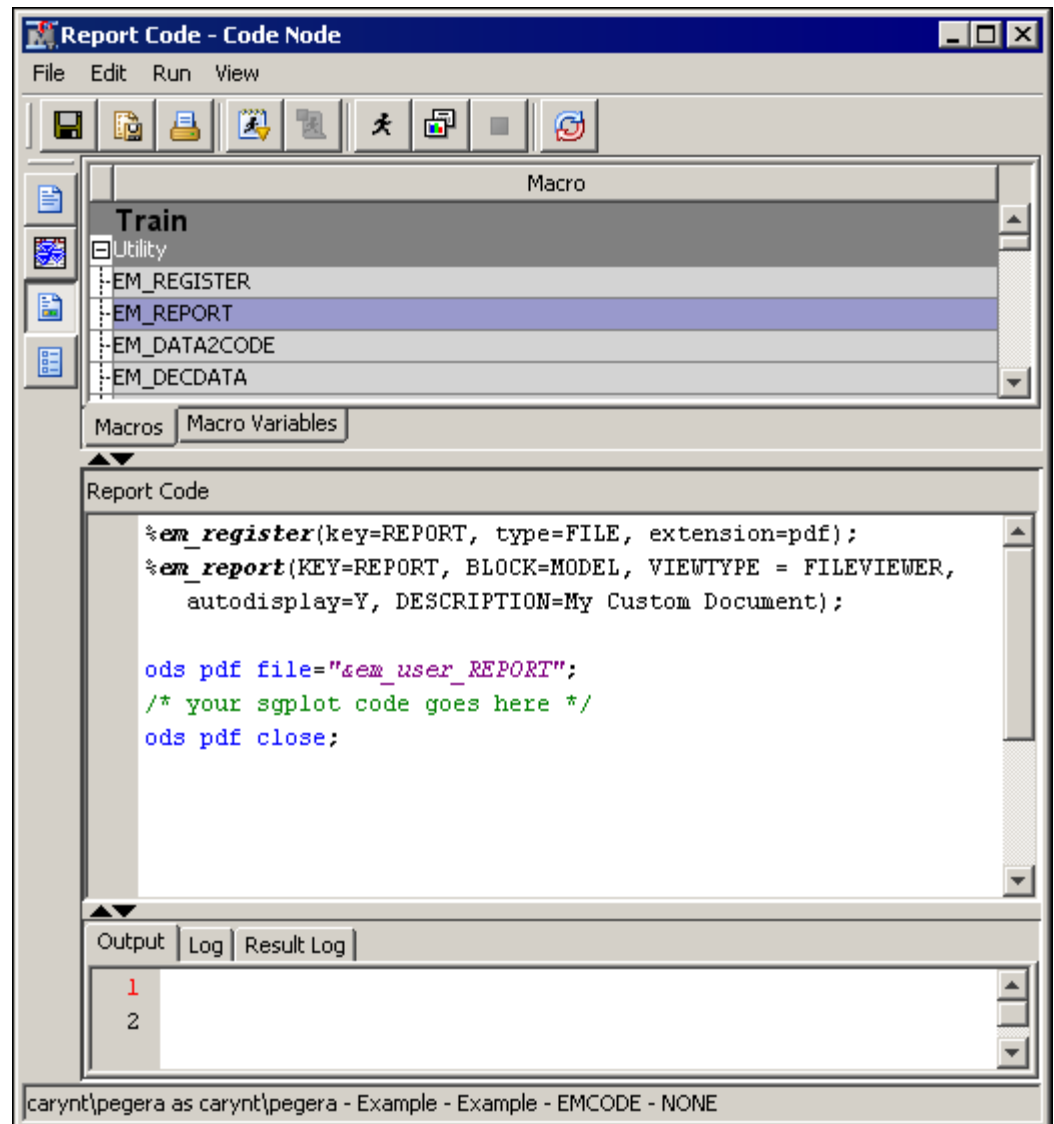 Report Code - Code Node
File Edit Run View
Macro
Train
Utility
EM_REGISTER
EM_REPORT
EM_DATA2CODE
EM_DECDATA
Macros Macro Variables
Report Code
%em_register(key=REPORT, type=FILE, extension=pdf);
%em_report(KEY=REPORT, BLOCK=MODEL, VIEWTYPE = FILEVIEWER,
autodisplay=Y, DESCRIPTION=My Custom Document);
ods pdf file="&em_user_REPORT";
/* your sgplot code goes here */
ods pdf close;
Output Log Result Log
1
2
carynt\pegera as carynt\pegera - Example - Example - EMCODE - NONE